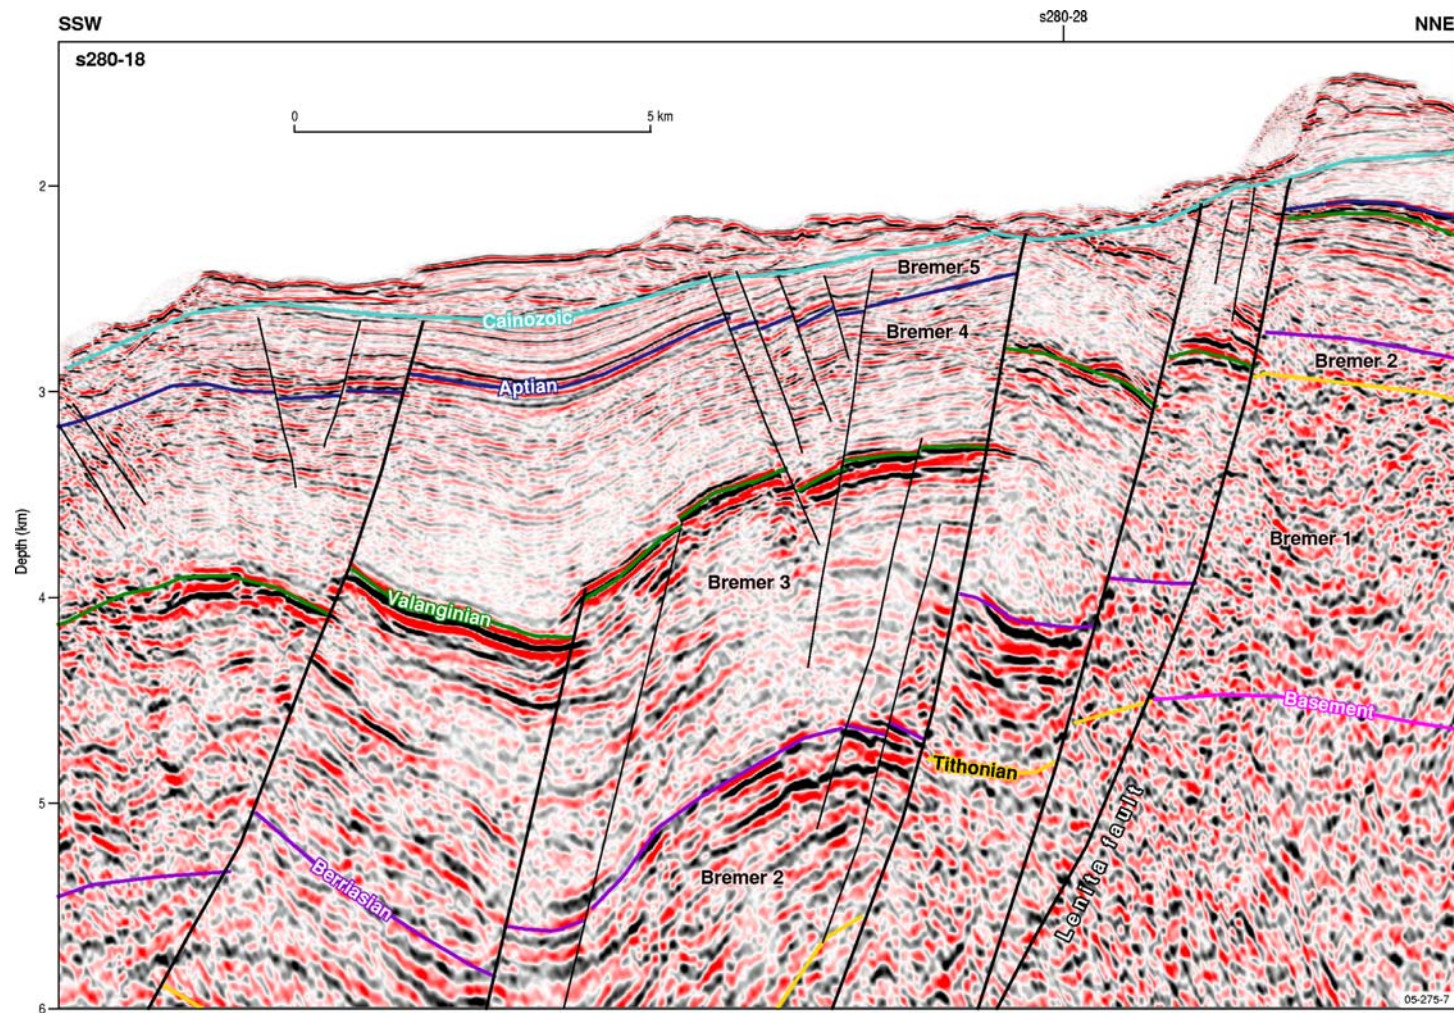 SSW
s280-28
NNE
s280-18
0
5 km
2
Bremer 5
Cainozoic
Bremer 4
Bremer 2
Aptian
3
Depth (km)
Bremer 1
Bremer 3
4
Valanginian
Basement
Tithonian
5
Lenita fault
Bremer 2
Berriasian
6
05-275-7